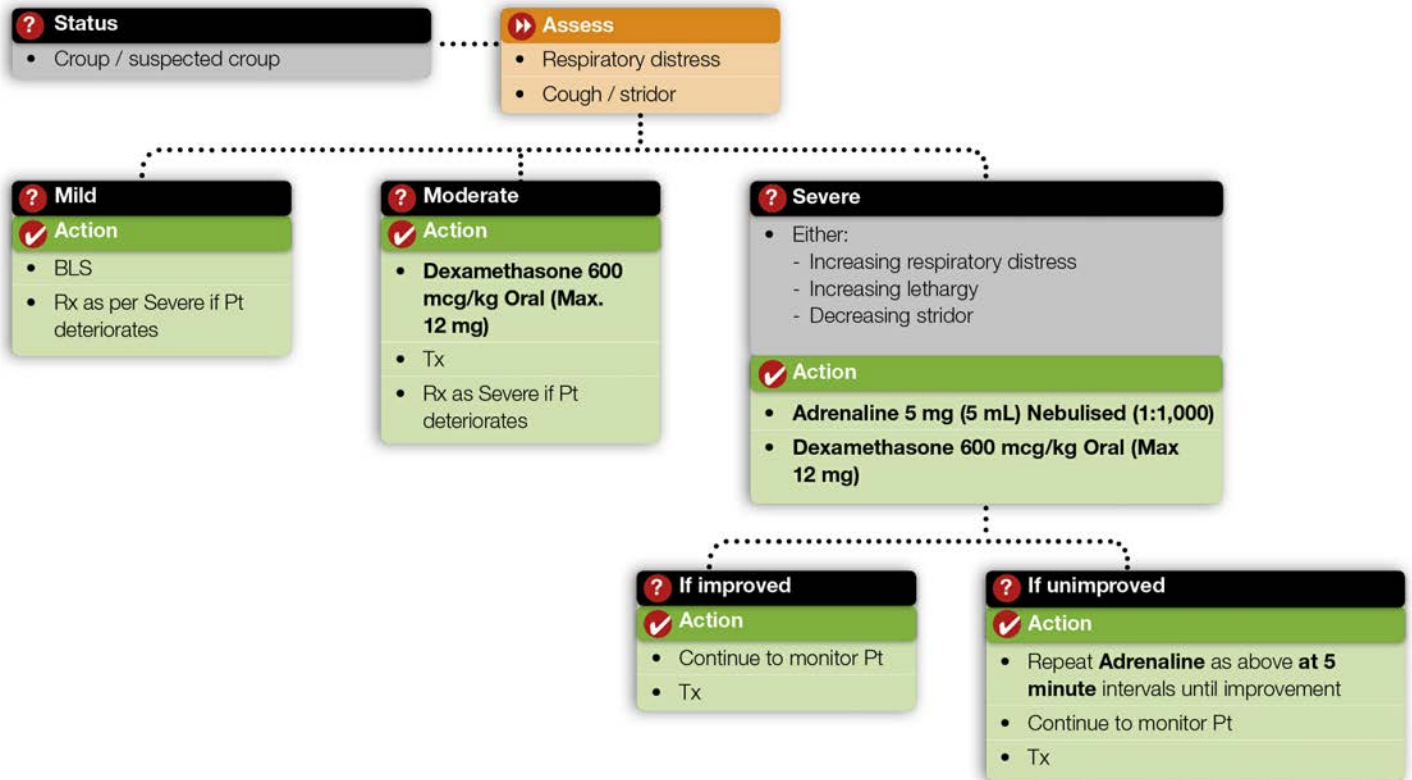 Status
• Croup / suspected croup
Assess
• Respiratory distress
• Cough / stridor
Mild
Action
• BLS
• Rx as per Severe if Pt
deteriorates
Moderate
Action
• Dexamethasone 600
mcg/kg Oral (Max.
12 mg)
• Tx
• Rx as Severe if Pt
deteriorates
Severe
• Either:
- Increasing respiratory distress
- Increasing lethargy
- Decreasing stridor
Action
• Adrenaline 5 mg (5 mL) Nebulised (1:1,000)
• Dexamethasone 600 mcg/kg Oral (Max
12 mg)
If improved
Action
• Continue to monitor Pt
• Tx
If unimproved
Action
• Repeat Adrenaline as above at 5
minute intervals until improvement
• Continue to monitor Pt
• Tx